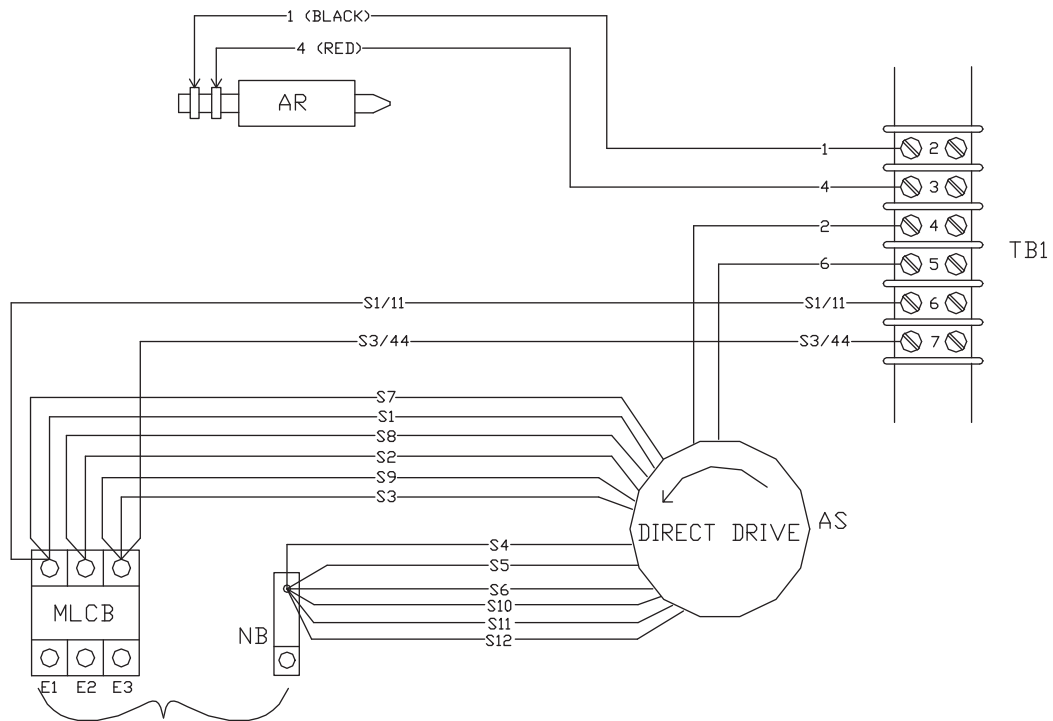 1 (BLACK)
4 (RED)
AR
1
2
4
3
2
4
TB1
6
5
S1/11
S1/11
6
S3/44
S3/44
7
S7
S1
S8
S2
S9
S3
DIRECT DRIVE
AS
S4
S5
S6
S10
S11
S12
MLCB
NB
E1
E2
E3